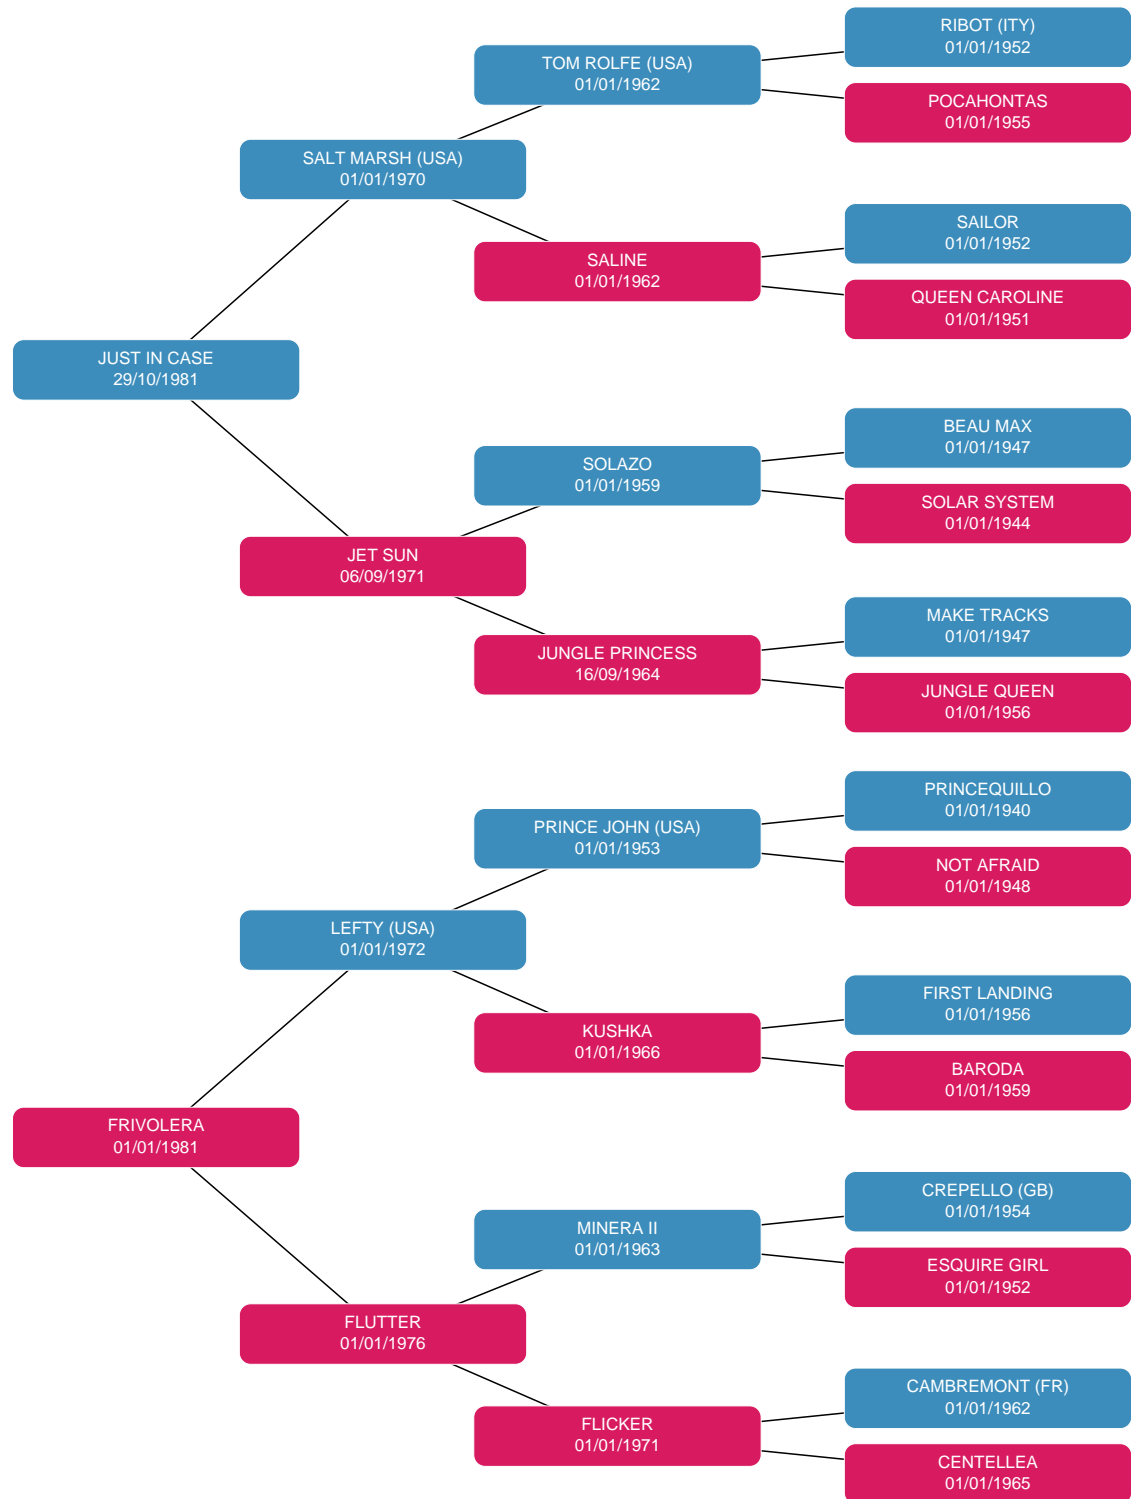 RIBOT (ITY)
01/01/1952
TOM ROLFE (USA)
01/01/1962
POCAHONTAS
01/01/1955
SALT MARSH (USA)
01/01/1970
SAILOR
01/01/1952
SALINE
01/01/1962
QUEEN CAROLINE
01/01/1951
JUST IN CASE
29/10/1981
BEAU MAX
01/01/1947
SOLAZO
01/01/1959
SOLAR SYSTEM
01/01/1944
JET SUN
06/09/1971
MAKE TRACKS
01/01/1947
JUNGLE PRINCESS
16/09/1964
JUNGLE QUEEN
01/01/1956
PRINCEQUILLO
01/01/1940
PRINCE JOHN (USA)
01/01/1953
NOT AFRAID
01/01/1948
LEFTY (USA)
01/01/1972
FIRST LANDING
01/01/1956
KUSHKA
01/01/1966
BARODA
01/01/1959
FRIVOLERA
01/01/1981
CREPELLO (GB)
01/01/1954
MINERA II
01/01/1963
ESQUIRE GIRL
01/01/1952
FLUTTER
01/01/1976
CAMBREMONT (FR)
01/01/1962
FLICKER
01/01/1971
CENTELLEA
01/01/1965